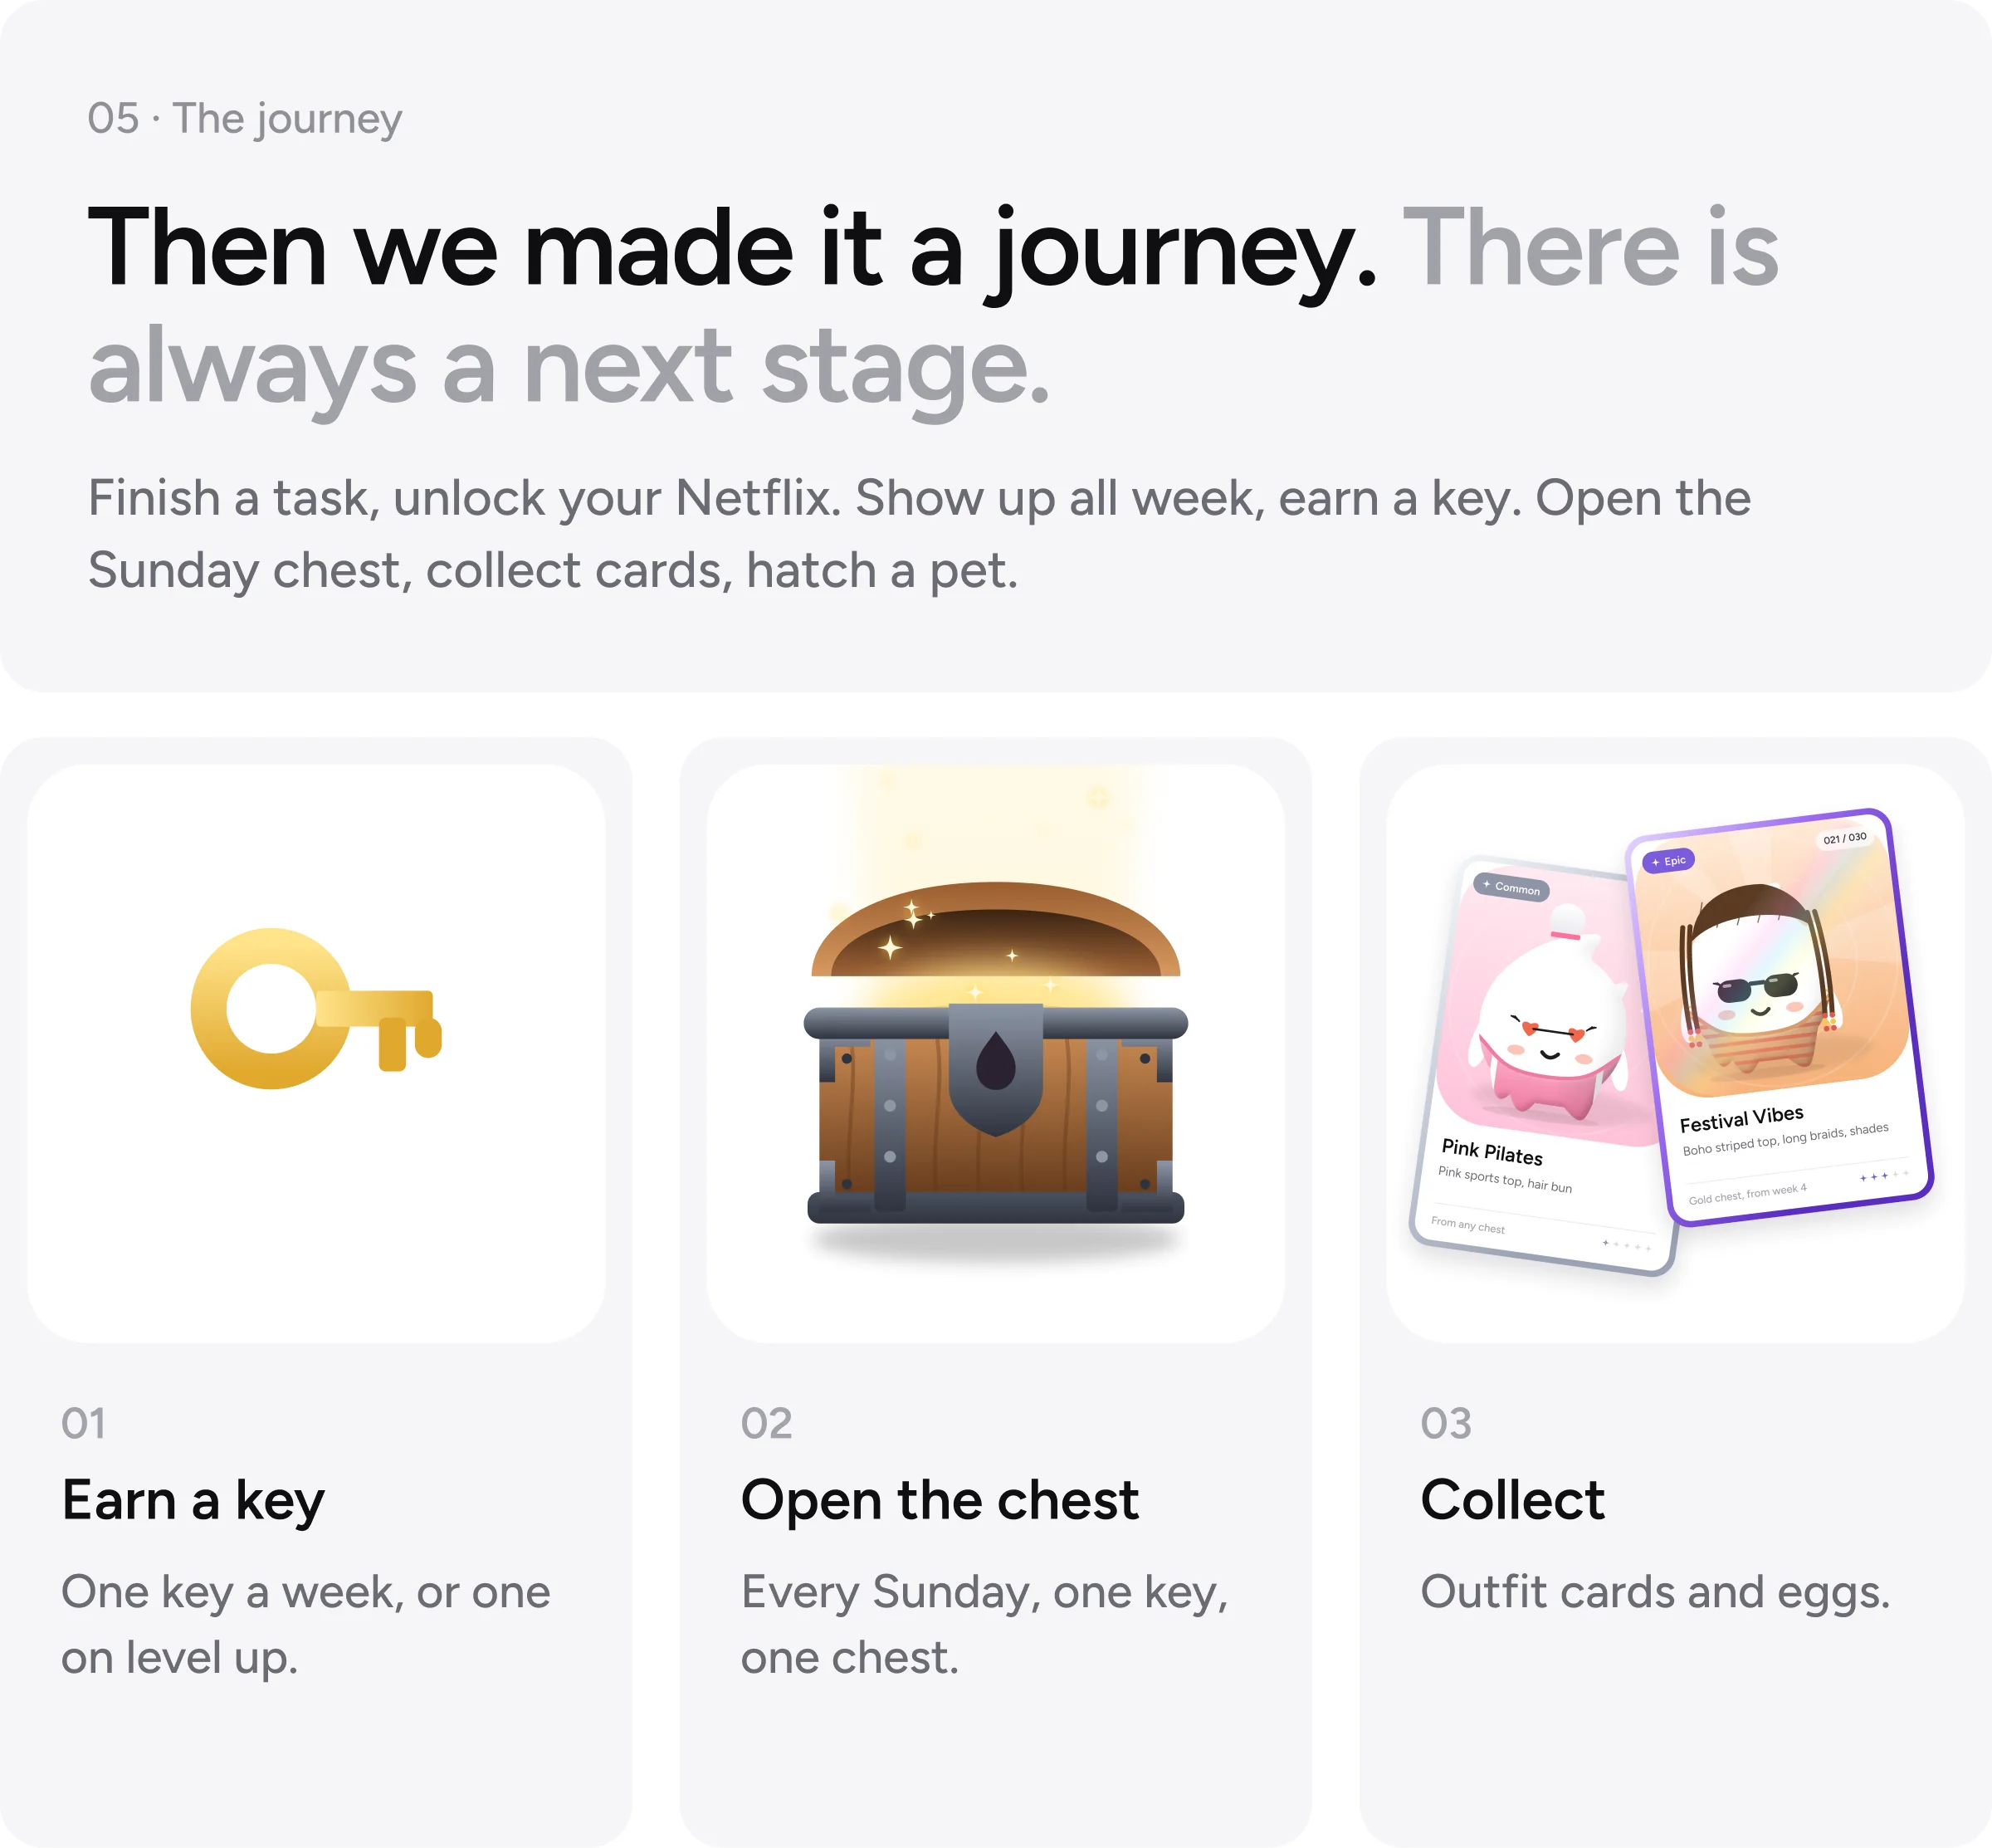 05 · The journey
Then we made it a journey. There is
always a next stage.
Finish a task, unlock your Netflix. Show up all week, earn a key. Open the
Sunday chest, collect cards, hatch a pet.
Common
Pink Pilates
Pink sports top, hair bun
From any chest
Epic
021 / 030
Festival Vibes
Boho striped top, long braids, shades
Gold chest, from week 4
01
Earn a key
One key a week, or one
on level up.
02
Open the chest
Every Sunday, one key,
one chest.
03
Collect
Outfit cards and eggs.